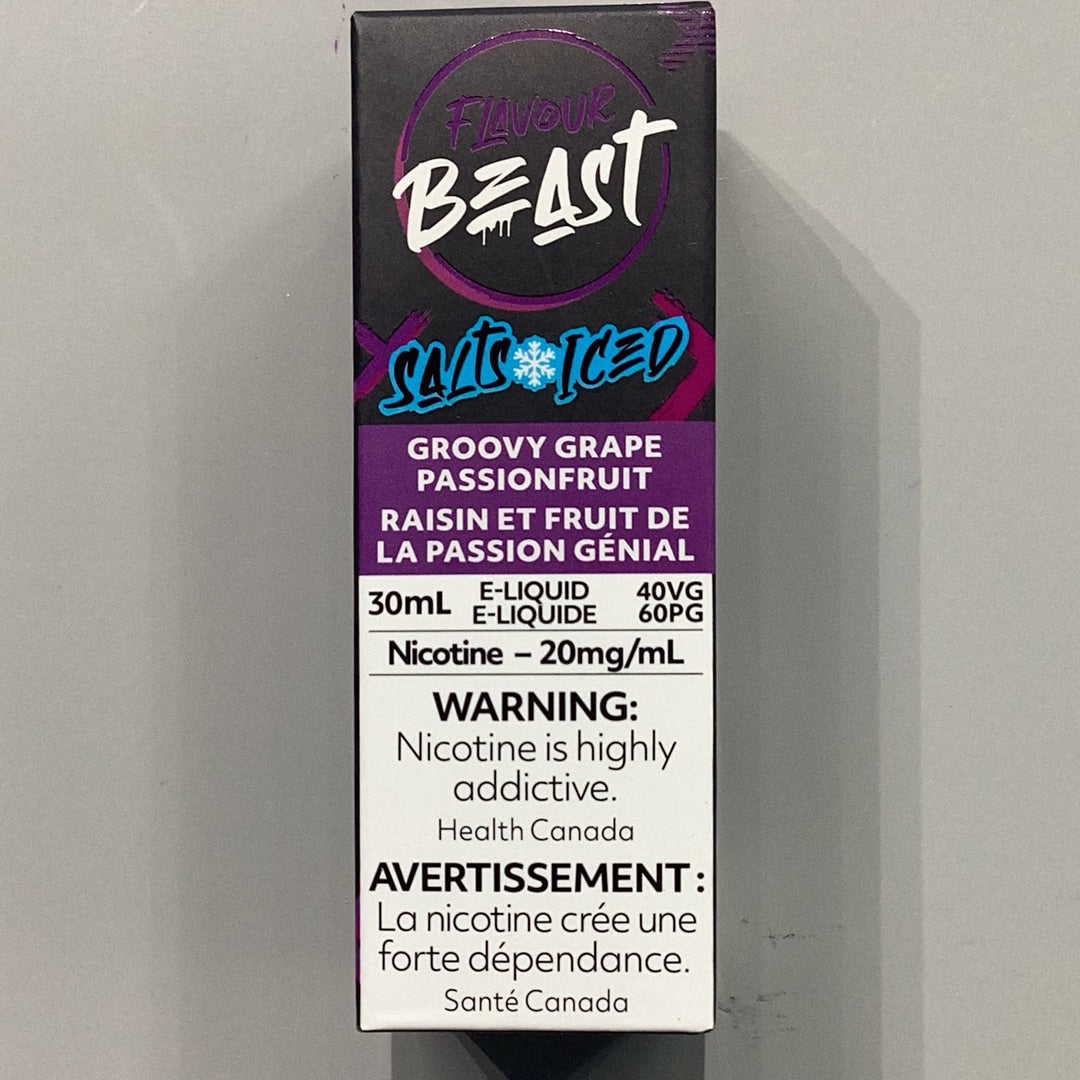 FLAVOUR
BEAST
SALTS ICED
GROOVY GRAPE
PASSIONFRUIT
RAISIN ET FRUIT DE
LA PASSION GÉNIAL
30mL E-LIQUID 40VG
E-LIQUIDE 60PG
Nicotine – 20mg/mL
WARNING:
Nicotine is highly
addictive.
Health Canada
AVERTISSEMENT :
La nicotine crée une
forte dépendance.
Santé Canada